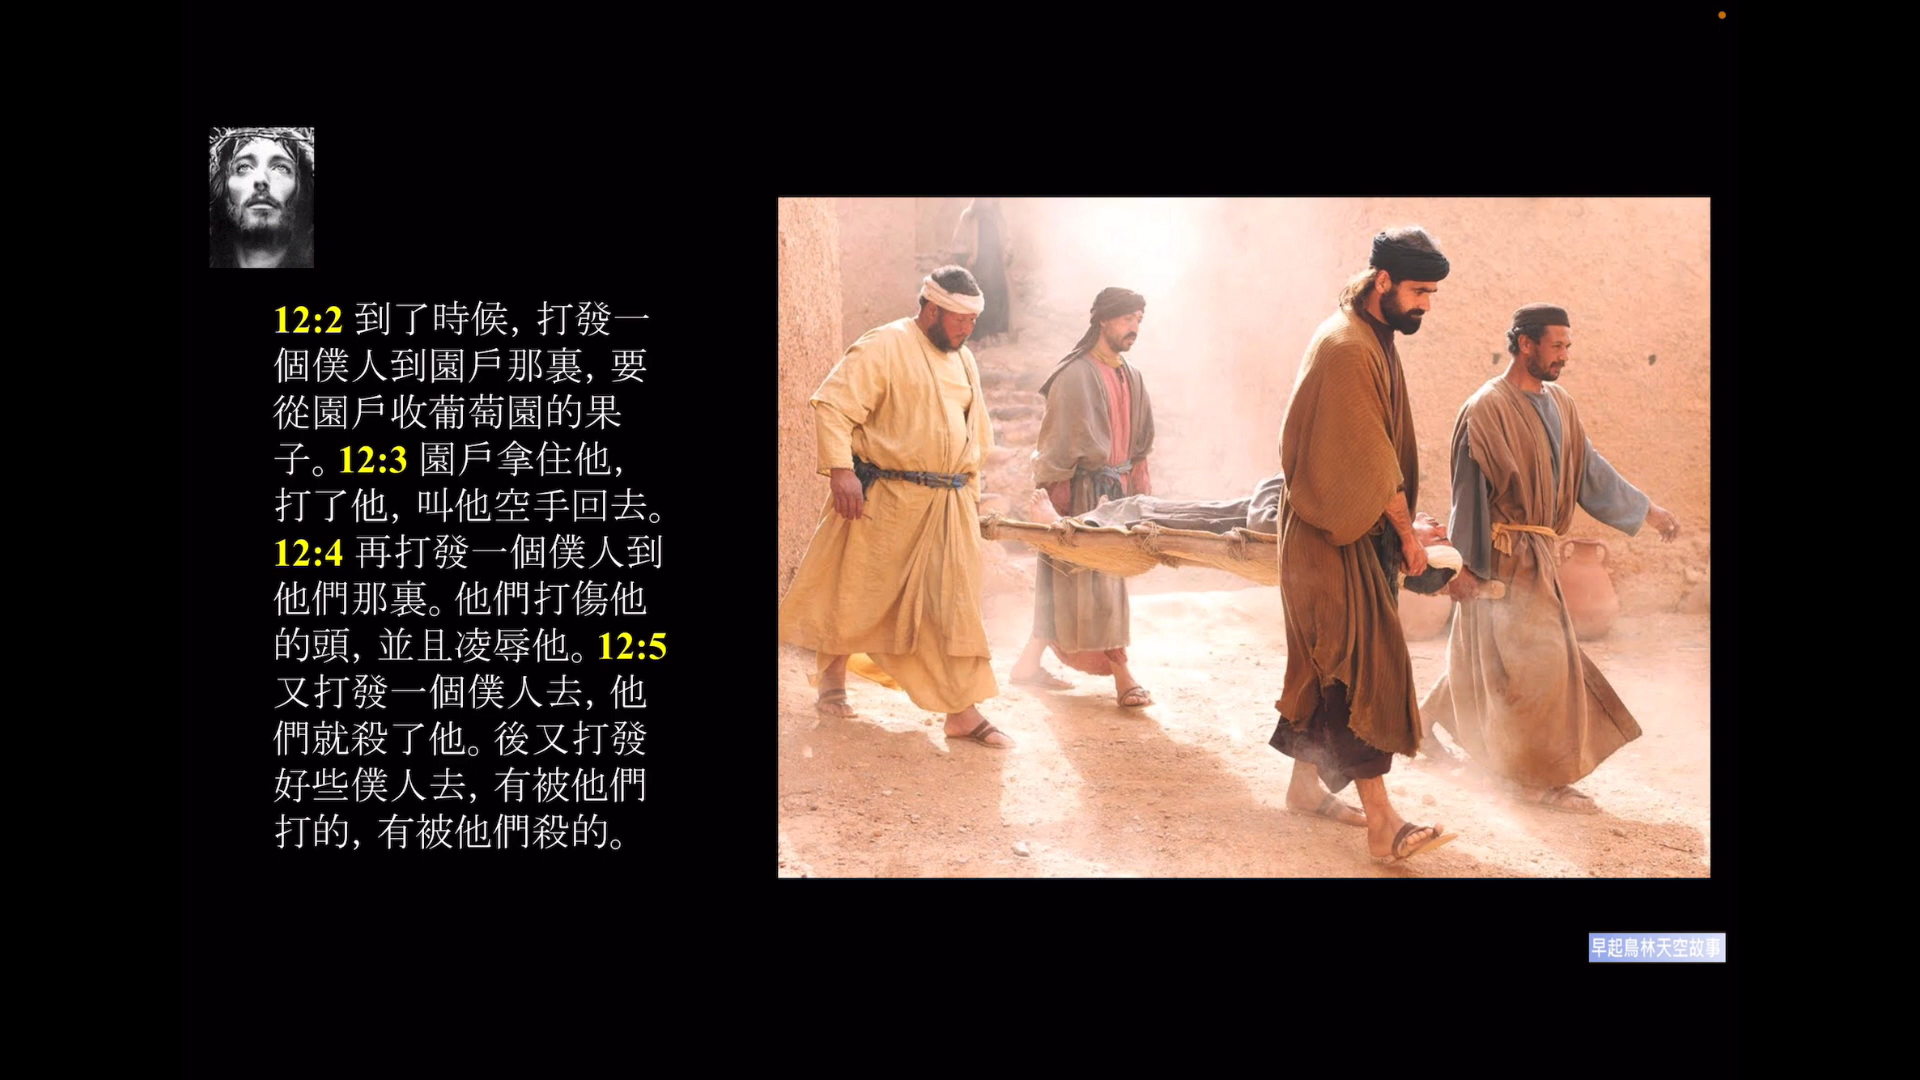 12:2 到了時候, 打發一
個僕人到園戶那裏, 要
從園戶收葡萄園的果
子。12:3 園戶拿住他,
打了他, 叫他空手回去。
12:4 再打發一個僕人到
他們那裏。他們打傷他
的頭, 並且凌辱他。12:5
又打發一個僕人去, 他
們就殺了他。後又打發
好些僕人去, 有被他們
打的, 有被他們殺的。
早起鳥林天空故事